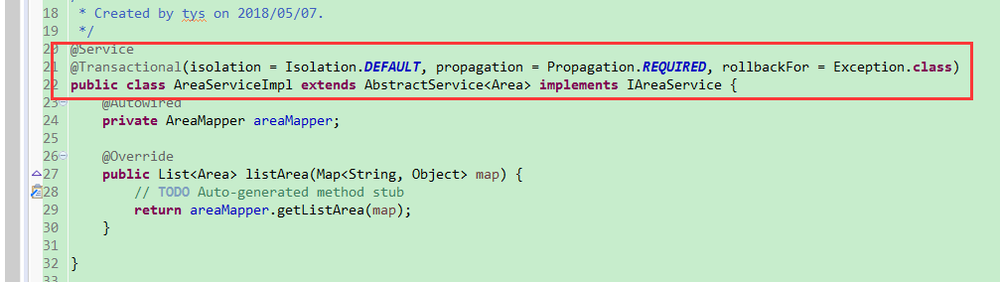 18  * Created by tys on 2018/05/07.
19  */
20 @Service
21 @Transactional(isolation = Isolation.DEFAULT, propagation = Propagation.REQUIRED, rollbackFor = Exception.class)
22 public class AreaServiceImpl extends AbstractService<Area> implements IAreaService {
23     @Autowired
24     private AreaMapper areaMapper;
25
26     @Override
27     public List<Area> listArea(Map<String, Object> map) {
28         // TODO Auto-generated method stub
29         return areaMapper.getListArea(map);
30     }
31
32 }
33